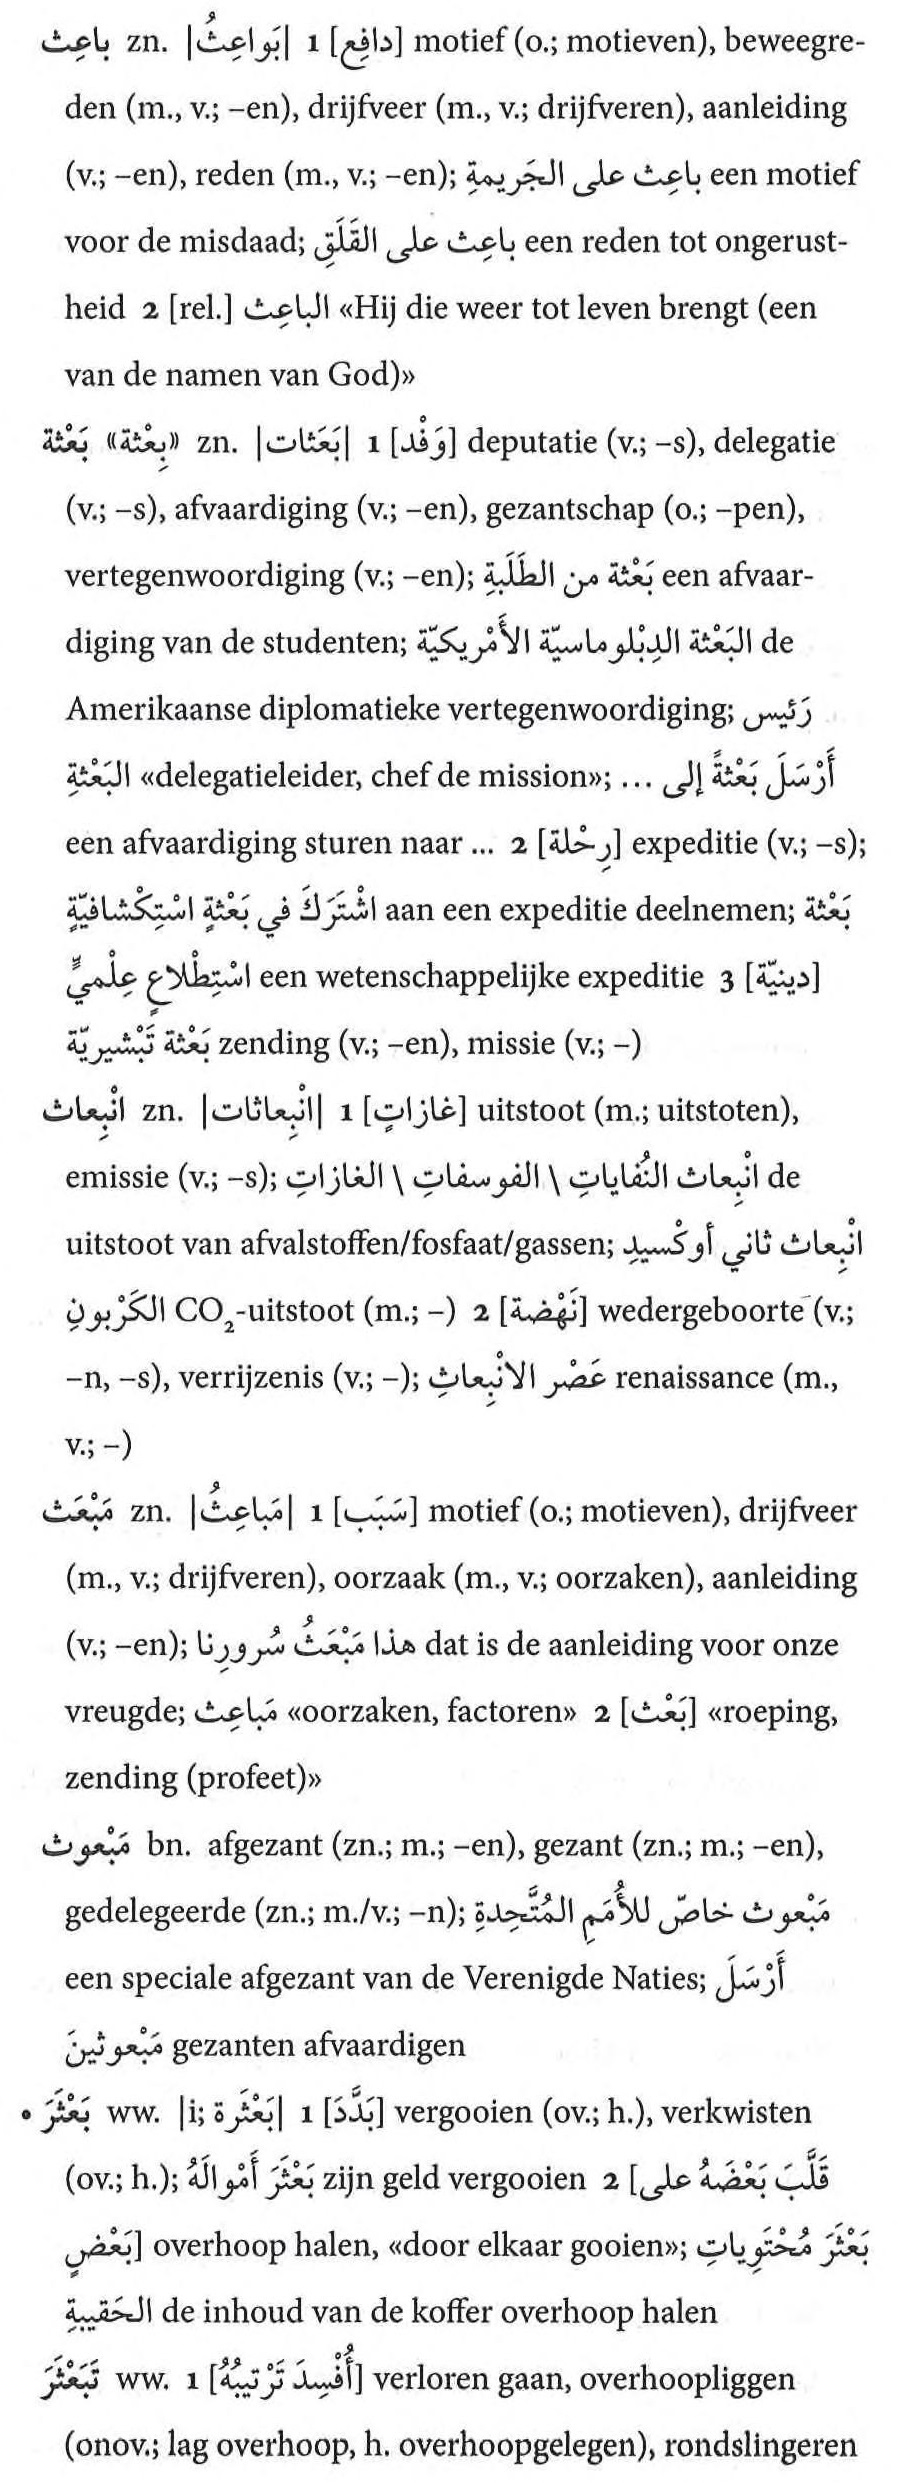 باعِث zn. |بَواعِثُ| 1 [دافِع] motief (o.; motieven), beweegre-
den (m., v.; –en), drijfveer (m., v.; drijfveren), aanleiding
(v.; –en), reden (m., v.; –en); باعِث على الجَريمةِ een motief
voor de misdaad; باعِث على القَلَقِ een reden tot ongerust-
heid 2 [rel.] الباعِث «Hij die weer tot leven brengt (een
van de namen van God)»
بَعْثة «بِعْثة» zn. |بَعَثات| 1 [وَفْد] deputatie (v.; –s), delegatie
(v.; –s), afvaardiging (v.; –en), gezantschap (o.; –pen),
vertegenwoordiging (v.; –en); بَعْثة من الطَلَبةِ een afvaar-
diging van de studenten; البَعْثة الدِبْلوماسيّة الأَمْريكيّة de
Amerikaanse diplomatieke vertegenwoordiging; رَئيس
البَعْثةِ «delegatieleider, chef de mission»; أَرْسَلَ بَعْثةً إلى ...
een afvaardiging sturen naar ... 2 [رِحْلة] expeditie (v.; –s);
اشْتَرَكَ في بَعْثةٍ اسْتِكْشافيّةٍ aan een expeditie deelnemen; بَعْثة
اسْتِطْلاعٍ عِلْميٍّ een wetenschappelijke expeditie 3 [دينيّة]
بَعْثة تَبْشيريّة zending (v.; –en), missie (v.; –)
انْبِعاث zn. |انْبِعاثات| 1 [غازاتٍ] uitstoot (m.; uitstoten),
emissie (v.; –s); انْبِعاث النُفاياتِ \ الفوسفاتِ \ الغازاتِ de
uitstoot van afvalstoffen/fosfaat/gassen; انْبِعاث ثاني أوكْسيدِ
الكَرْبونِ CO₂-uitstoot (m.; –) 2 [نَهْضة] wedergeboorte (v.;
–n, –s), verrijzenis (v.; –); عَصْر الانْبِعاثِ renaissance (m.,
v.; –)
مَبْعَث zn. |مَباعِثُ| 1 [سَبَب] motief (o.; motieven), drijfveer
(m., v.; drijfveren), oorzaak (m., v.; oorzaken), aanleiding
(v.; –en); هذا مَبْعَثُ سُرورِنا dat is de aanleiding voor onze
vreugde; مَباعِث «oorzaken, factoren» 2 [بَعْث] «roeping,
zending (profeet)»
مَبْعوث bn. afgezant (zn.; m.; –en), gezant (zn.; m.; –en),
gedelegeerde (zn.; m./v.; –n); مَبْعوث خاصّ للأُمَمِ المُتَّحِدةِ
een speciale afgezant van de Verenigde Naties; أَرْسَلَ
مَبْعوثينَ gezanten afvaardigen
• بَعْثَرَ ww. |i; بَعْثَرة| 1 [بَدَّدَ] vergooien (ov.; h.), verkwisten
(ov.; h.); بَعْثَرَ أَمْوالَهُ zijn geld vergooien 2 [قَلَّبَ بَعْضَهُ على
بَعْضٍ] overhoop halen, «door elkaar gooien»; بَعْثَرَ مُحْتَوِياتِ
الحَقيبةِ de inhoud van de koffer overhoop halen
تَبَعْثَرَ ww. 1 [أُفْسِدَ تَرْتيبُهُ] verloren gaan, overhoopliggen
(onov.; lag overhoop, h. overhoopgelegen), rondslingeren